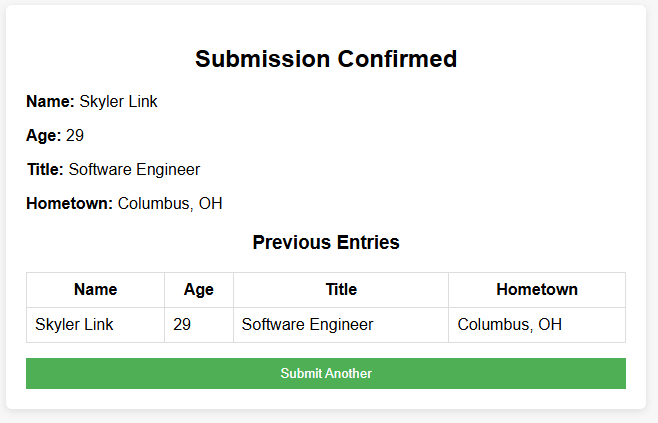 Submission Confirmed
Name: Skyler Link
Age: 29
Title: Software Engineer
Hometown: Columbus, OH
Previous Entries
Name Age Title Hometown
Skyler Link 29 Software Engineer Columbus, OH
Submit Another